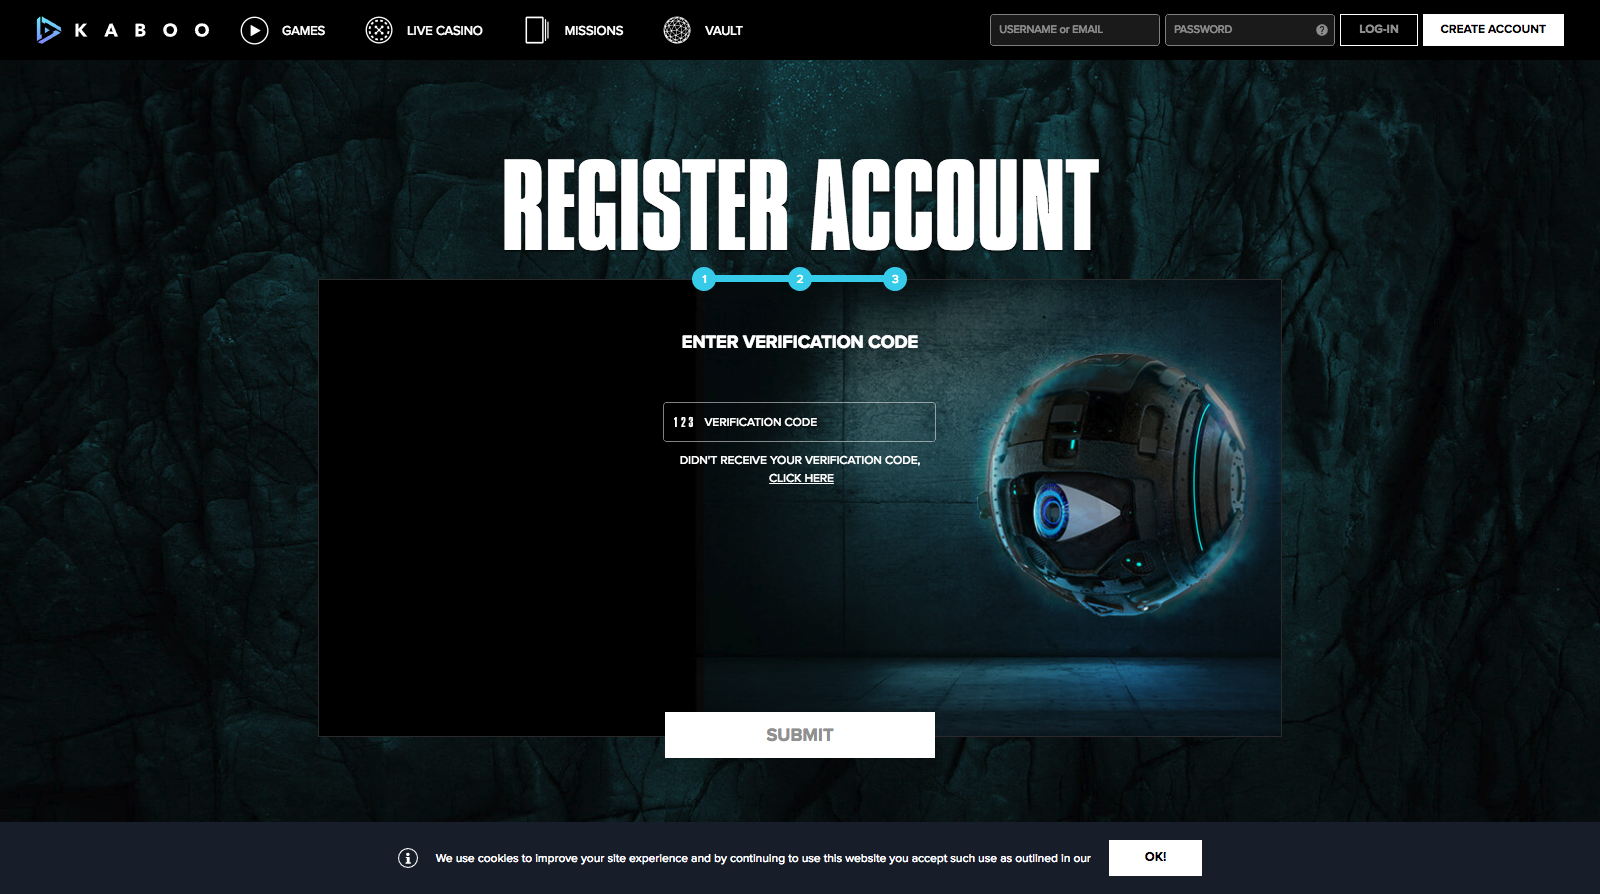 KABOO
GAMES
LIVE CASINO
MISSIONS
VAULT
USERNAME or EMAIL
PASSWORD
?
LOG-IN
CREATE ACCOUNT
REGISTER ACCOUNT
1 2 3
ENTER VERIFICATION CODE
123 VERIFICATION CODE
DIDN'T RECEIVE YOUR VERIFICATION CODE,
CLICK HERE
SUBMIT
We use cookies to improve your site experience and by continuing to use this website you accept such use as outlined in our
OK!